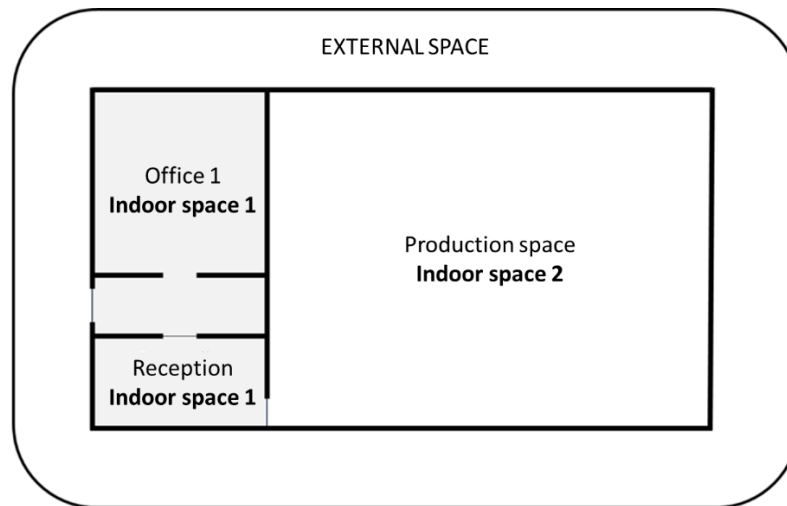 EXTERNAL SPACE
Office 1
Indoor space 1
Production space
Indoor space 2
Reception
Indoor space 1